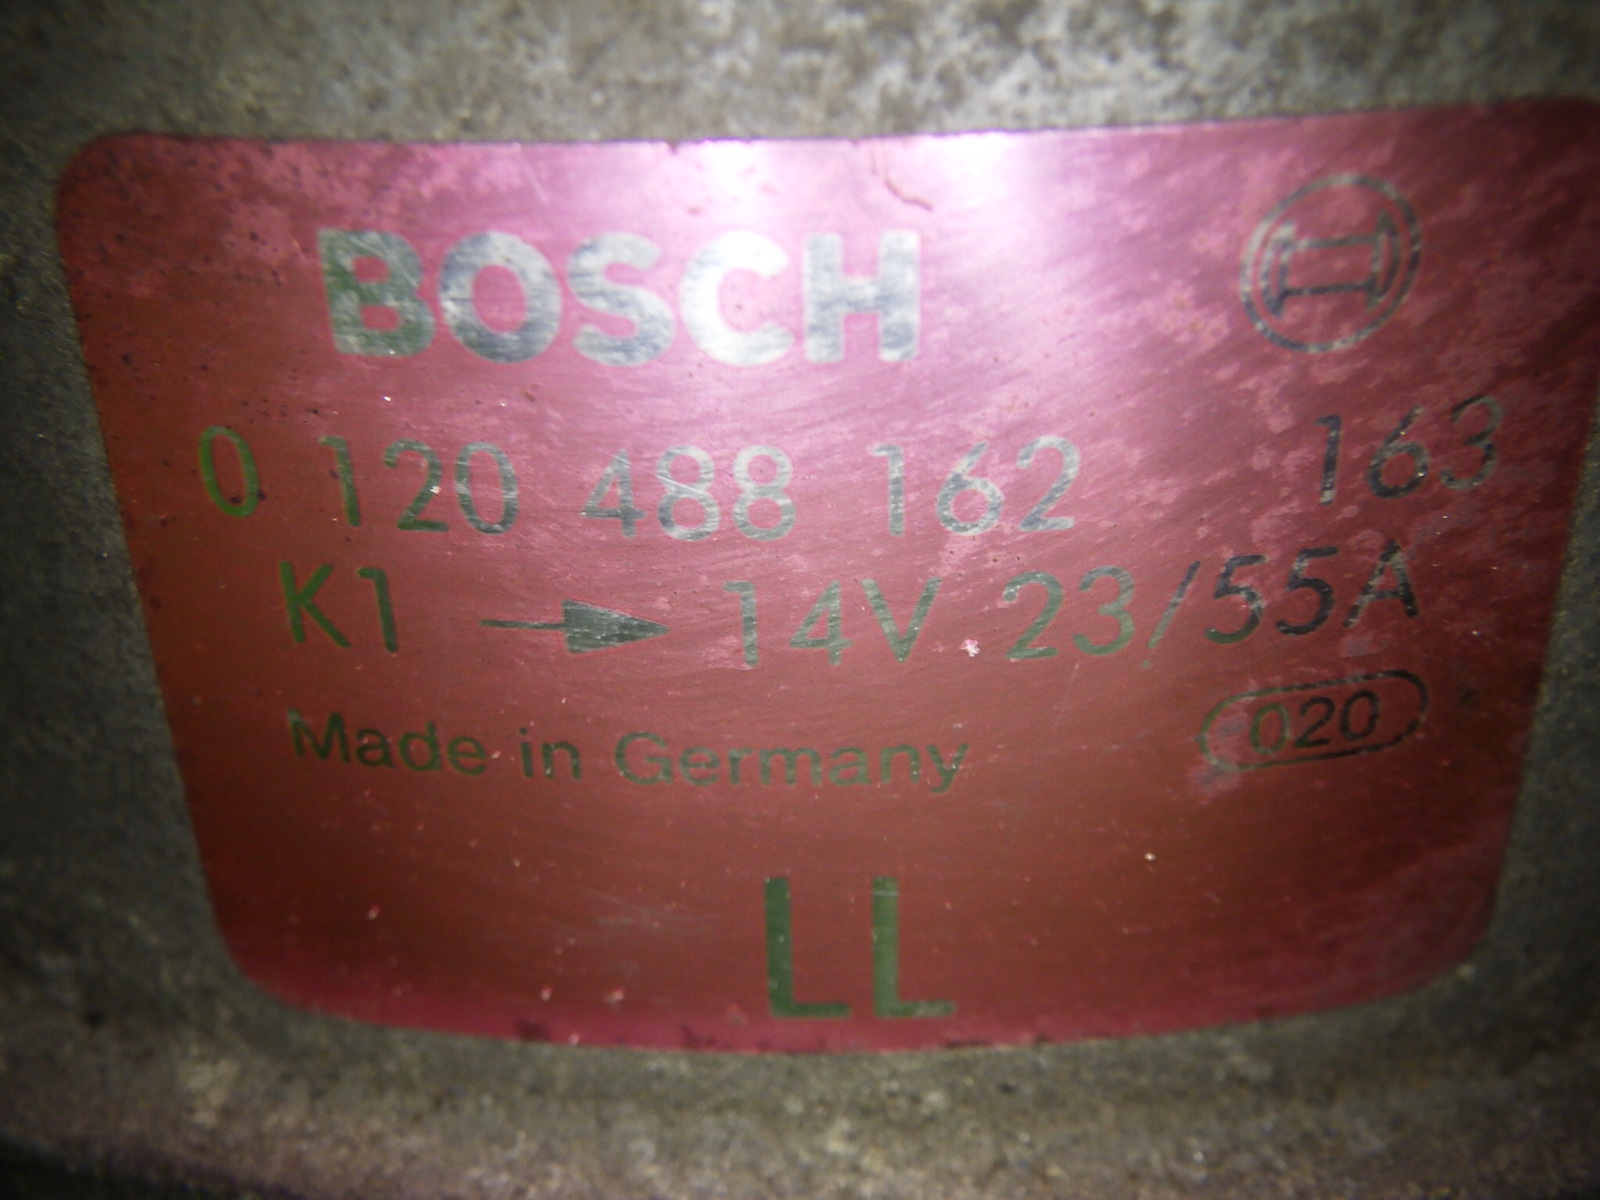 BOSCH
0 120 488 162 163
K1 → 14V 23/55A
Made in Germany 020
LL